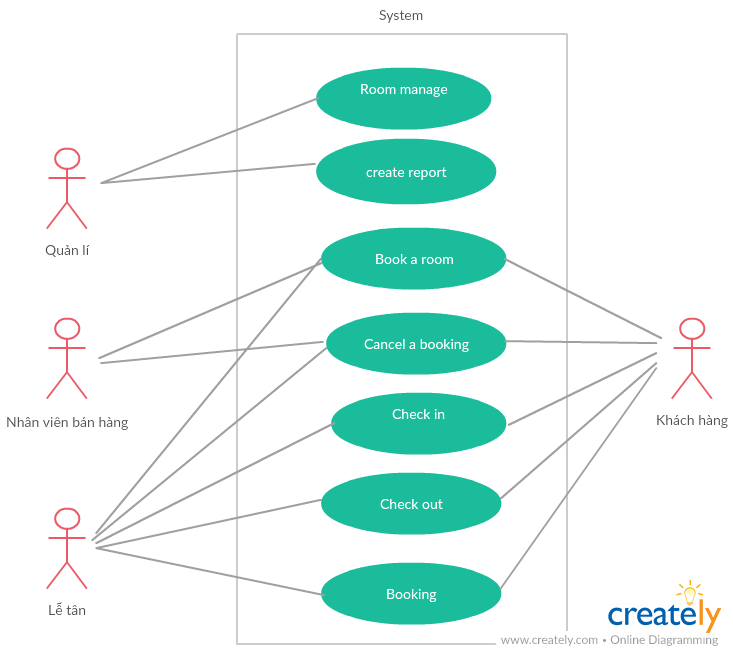 System
Room manage
create report
Quản lí
Book a room
Cancel a booking
Nhân viên bán hàng
Khách hàng
Check in
Check out
Lễ tân
Booking
creately
www.creately.com • Online Diagramming